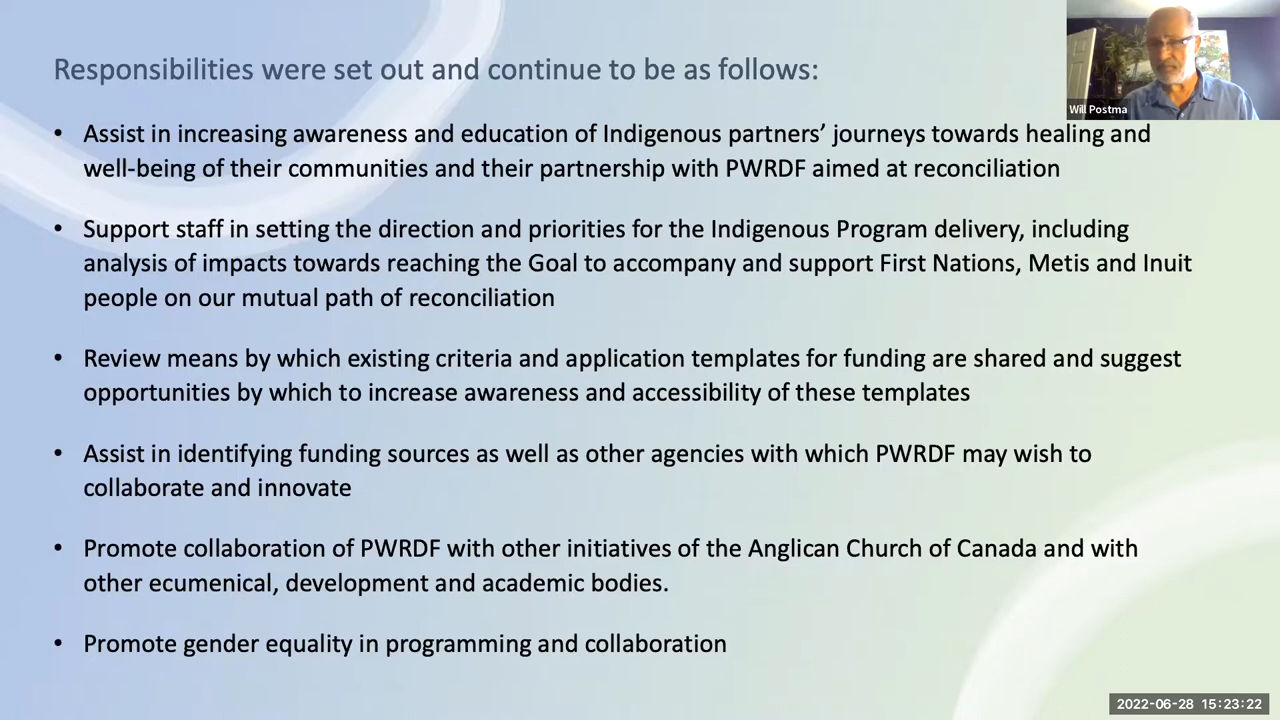 Responsibilities were set out and continue to be as follows:
Will Postma
• Assist in increasing awareness and education of Indigenous partners’ journeys towards healing and
well-being of their communities and their partnership with PWRDF aimed at reconciliation
• Support staff in setting the direction and priorities for the Indigenous Program delivery, including
analysis of impacts towards reaching the Goal to accompany and support First Nations, Metis and Inuit
people on our mutual path of reconciliation
• Review means by which existing criteria and application templates for funding are shared and suggest
opportunities by which to increase awareness and accessibility of these templates
• Assist in identifying funding sources as well as other agencies with which PWRDF may wish to
collaborate and innovate
• Promote collaboration of PWRDF with other initiatives of the Anglican Church of Canada and with
other ecumenical, development and academic bodies.
• Promote gender equality in programming and collaboration
2022-06-28 15:23:22